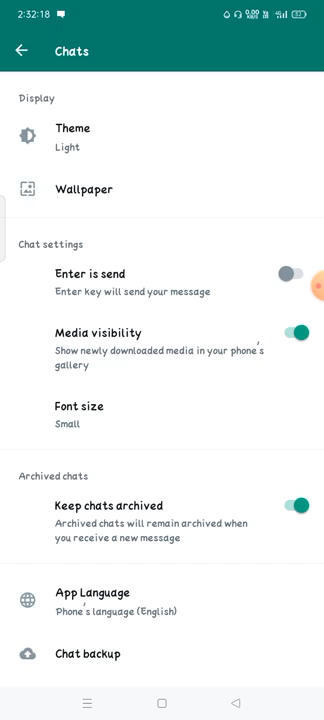 2:32:18
Chats
Display
Theme
Light
Wallpaper
Chat settings
Enter is send
Enter key will send your message
Media visibility
Show newly downloaded media in your phone's
gallery
Font size
Small
Archived chats
Keep chats archived
Archived chats will remain archived when
you receive a new message
App Language
Phone's language (English)
Chat backup